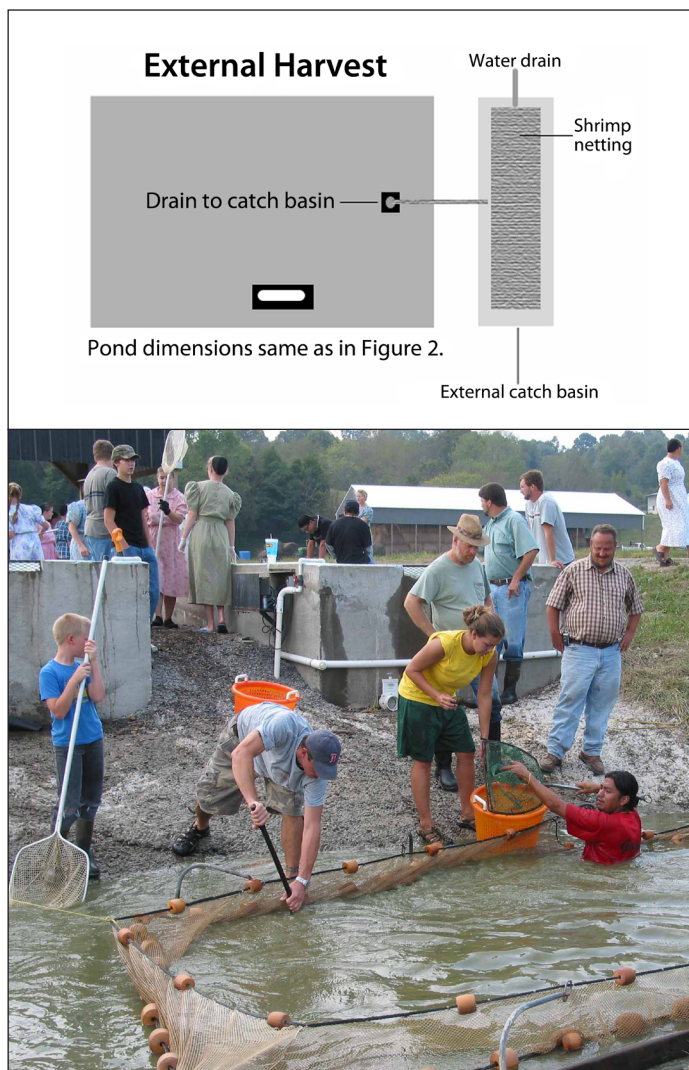 External Harvest
Water drain
Shrimp
netting
Drain to catch basin
Pond dimensions same as in Figure 2.
External catch basin